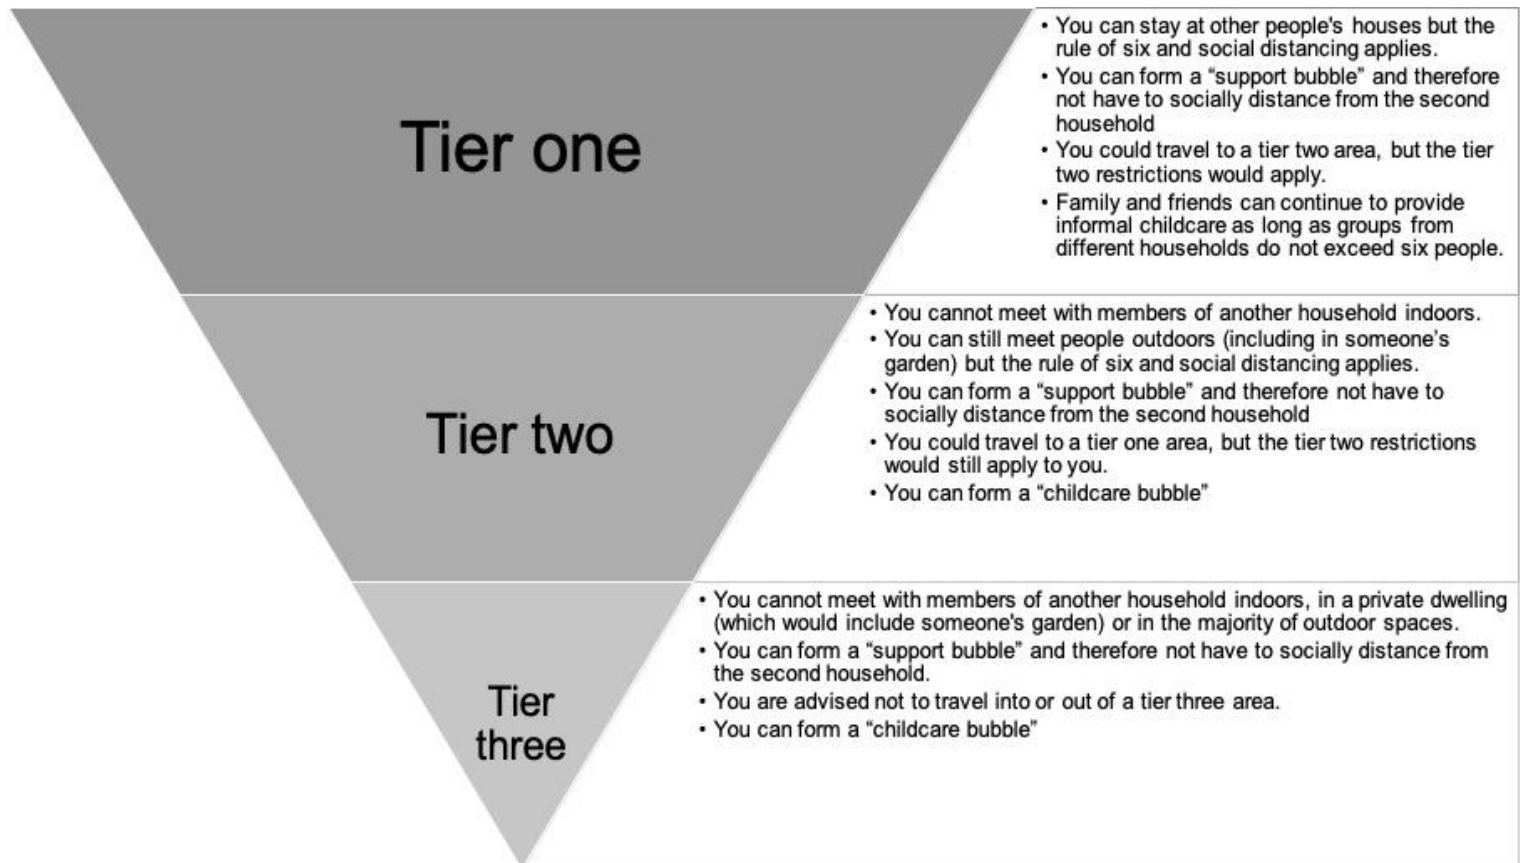 Tier one
• You can stay at other people's houses but the
rule of six and social distancing applies.
• You can form a “support bubble” and therefore
not have to socially distance from the second
household
• You could travel to a tier two area, but the tier
two restrictions would apply.
• Family and friends can continue to provide
informal childcare as long as groups from
different households do not exceed six people.
Tier two
• You cannot meet with members of another household indoors.
• You can still meet people outdoors (including in someone’s
garden) but the rule of six and social distancing applies.
• You can form a “support bubble” and therefore not have to
socially distance from the second household
• You could travel to a tier one area, but the tier two restrictions
would still apply to you.
• You can form a “childcare bubble”
Tier
three
• You cannot meet with members of another household indoors, in a private dwelling
(which would include someone's garden) or in the majority of outdoor spaces.
• You can form a “support bubble” and therefore not have to socially distance from
the second household.
• You are advised not to travel into or out of a tier three area.
• You can form a “childcare bubble”